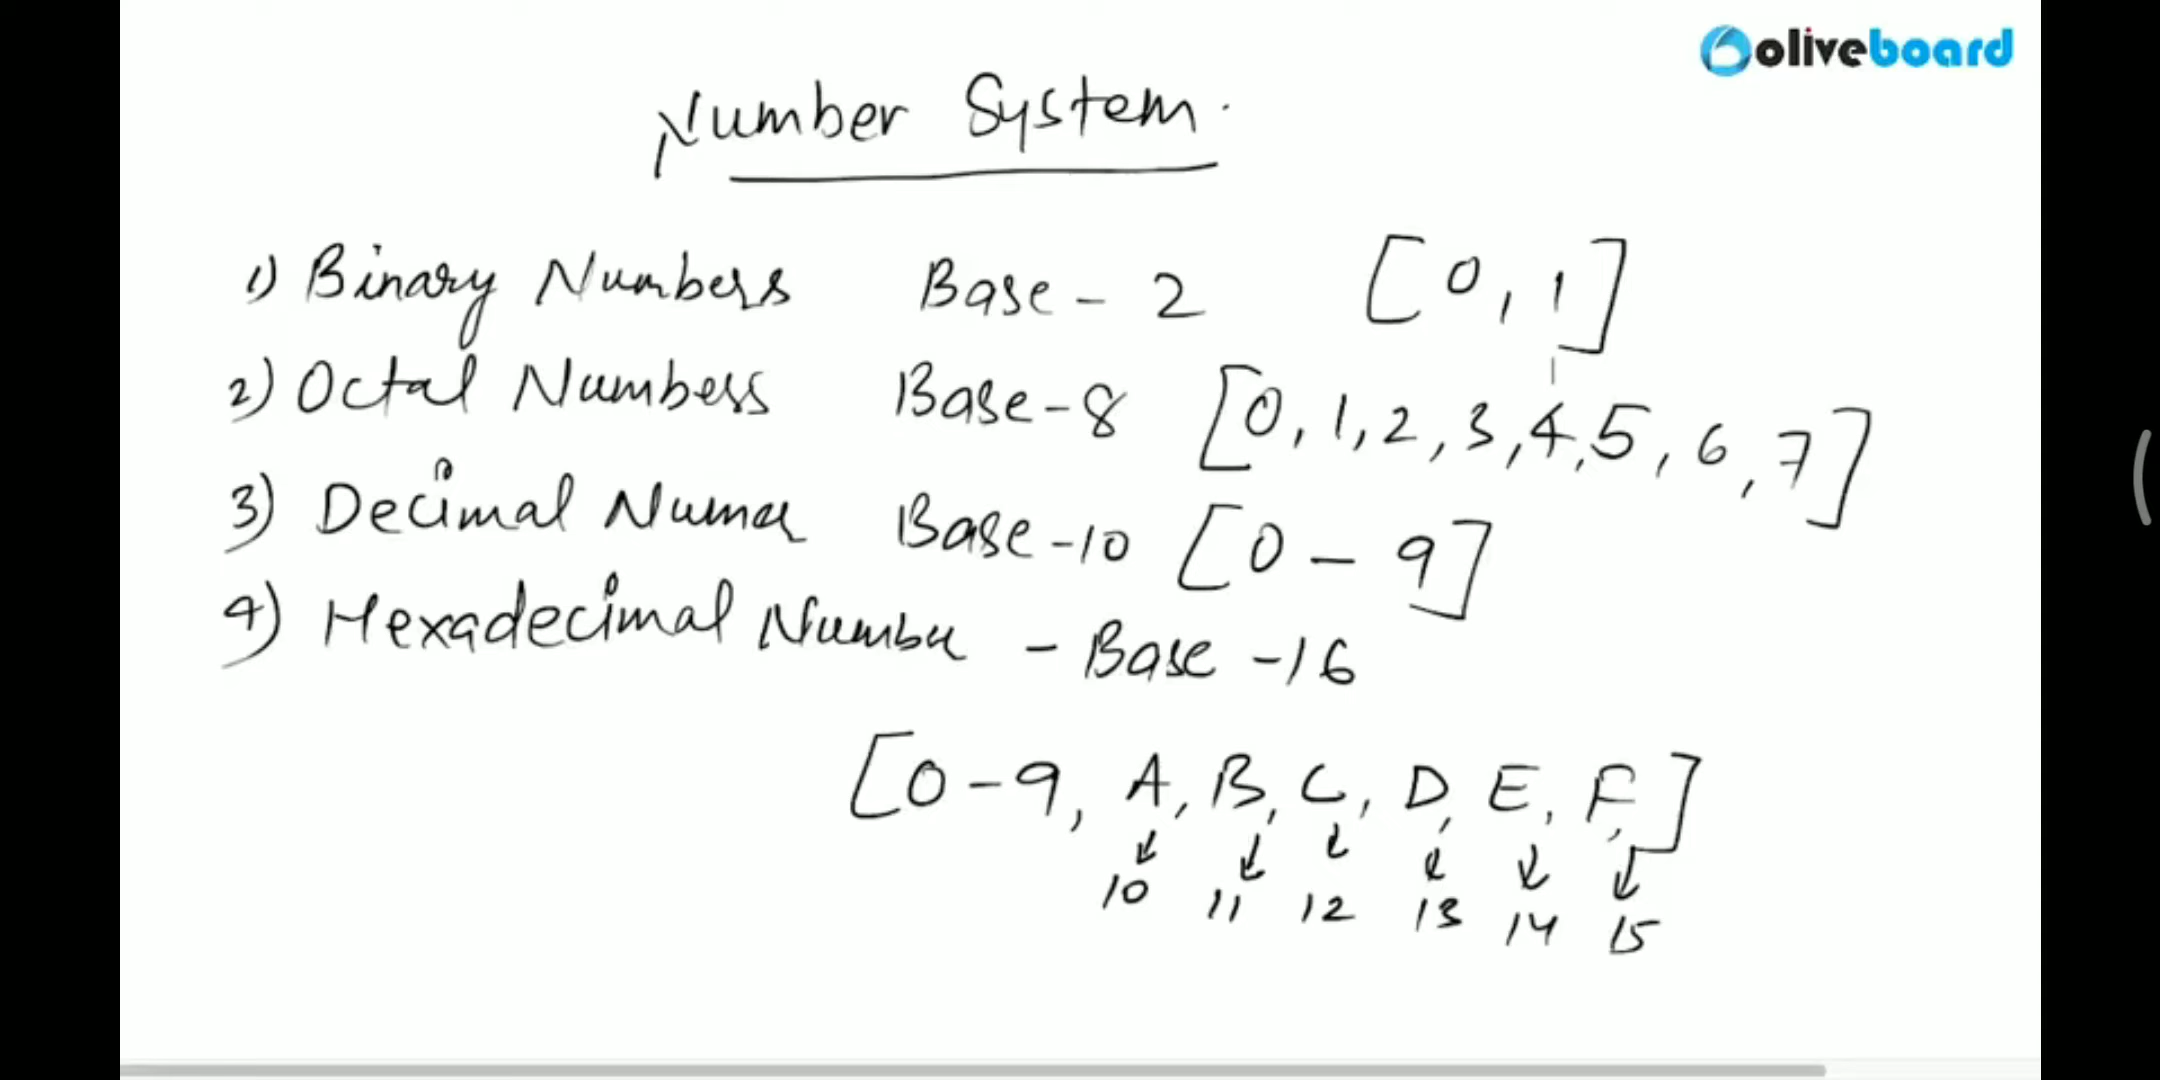 oliveboard
Number System.
1) Binary Numbers Base - 2 [0, 1]
2) Octal Numbers Base - 8 [0, 1, 2, 3, 4, 5, 6, 7]
3) Decimal Numer Base - 10 [0 - 9]
4) Hexadecimal Number - Base - 16
[0 - 9, A, B, C, D, E, F]
10 11 12 13 14 15